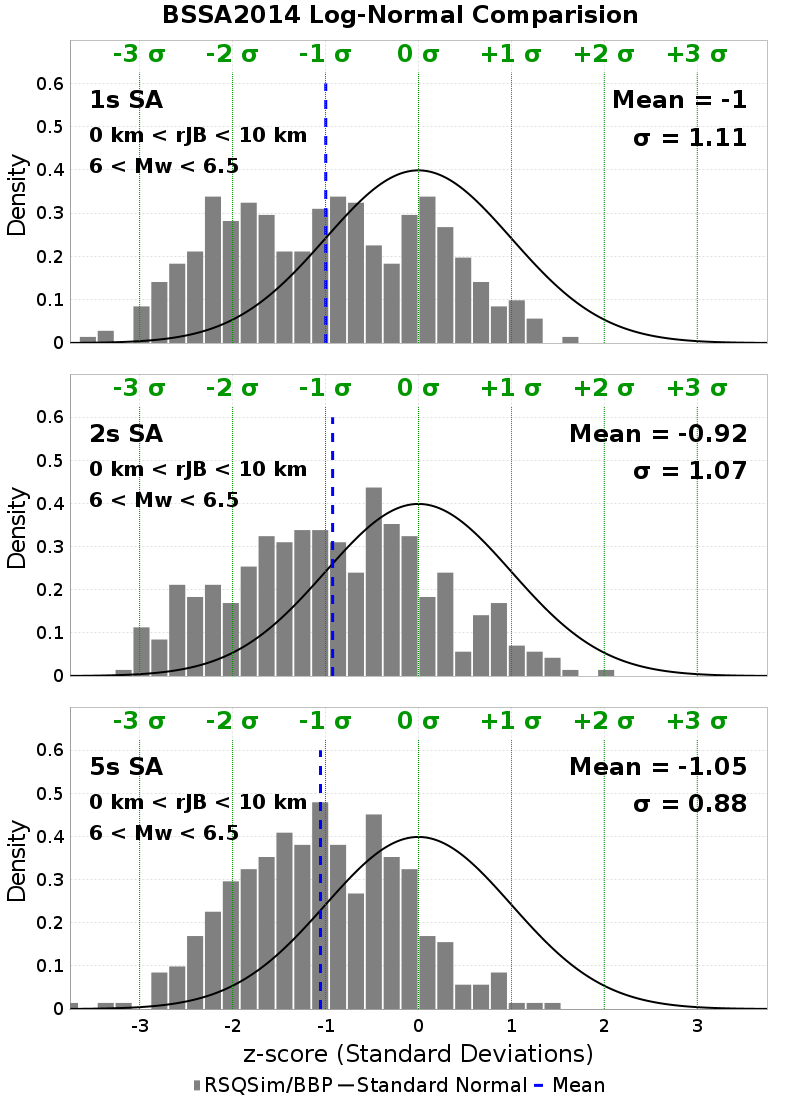 BSSA2014 Log-Normal Comparision
-3 σ -2 σ -1 σ 0 σ +1 σ +2 σ +3 σ
1s SA
0 km < rJB < 10 km
6 < Mw < 6.5
Mean = -1
σ = 1.11
Density
0.6
0.5
0.4
0.3
0.2
0.1
0
-3 σ -2 σ -1 σ 0 σ +1 σ +2 σ +3 σ
2s SA
0 km < rJB < 10 km
6 < Mw < 6.5
Mean = -0.92
σ = 1.07
Density
0.6
0.5
0.4
0.3
0.2
0.1
0
-3 σ -2 σ -1 σ 0 σ +1 σ +2 σ +3 σ
5s SA
0 km < rJB < 10 km
6 < Mw < 6.5
Mean = -1.05
σ = 0.88
Density
0.6
0.5
0.4
0.3
0.2
0.1
0
-3 -2 -1 0 1 2 3
z-score (Standard Deviations)
RSQSim/BBP Standard Normal Mean